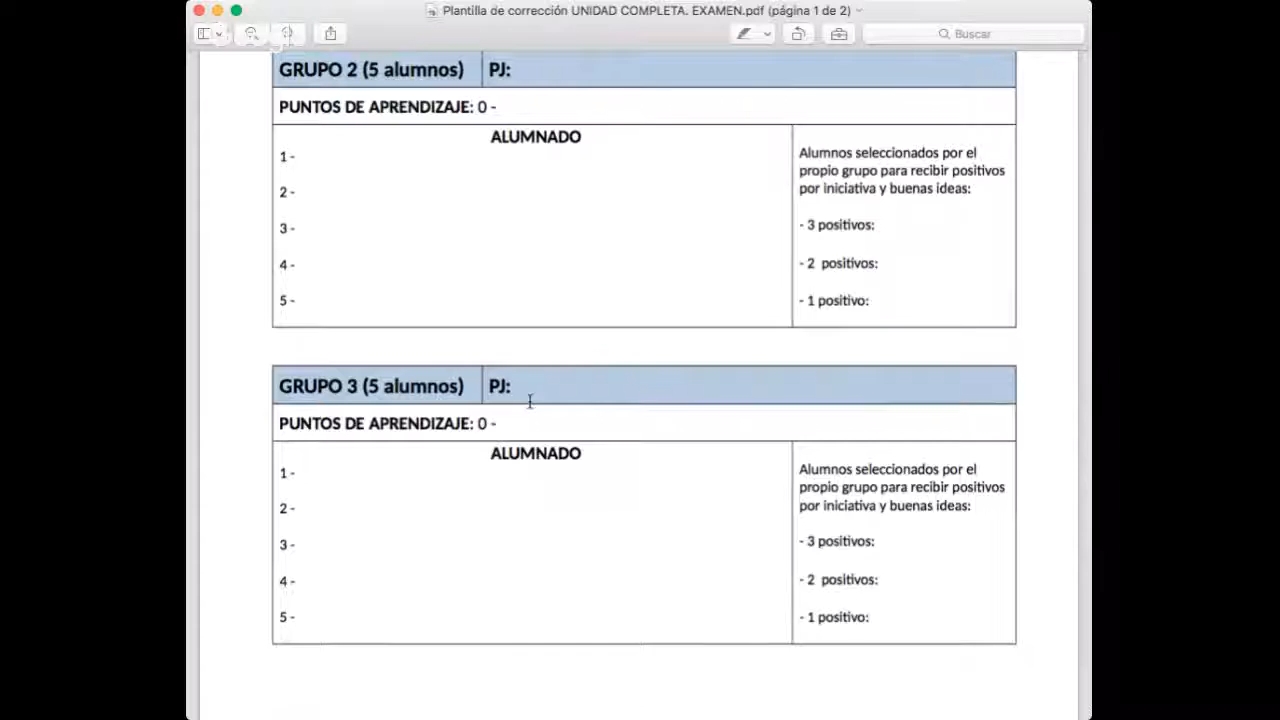 Plantilla de corrección UNIDAD COMPLETA. EXAMEN.pdf (página 1 de 2)
Buscar
GRUPO 2 (5 alumnos) PJ:
PUNTOS DE APRENDIZAJE: 0 -
ALUMNADO
1 -
2 -
3 -
4 -
5 -
Alumnos seleccionados por el
propio grupo para recibir positivos
por iniciativa y buenas ideas:
- 3 positivos:
- 2  positivos:
- 1 positivo:
GRUPO 3 (5 alumnos) PJ:
PUNTOS DE APRENDIZAJE: 0 -
ALUMNADO
1 -
2 -
3 -
4 -
5 -
Alumnos seleccionados por el
propio grupo para recibir positivos
por iniciativa y buenas ideas:
- 3 positivos:
- 2  positivos:
- 1 positivo: